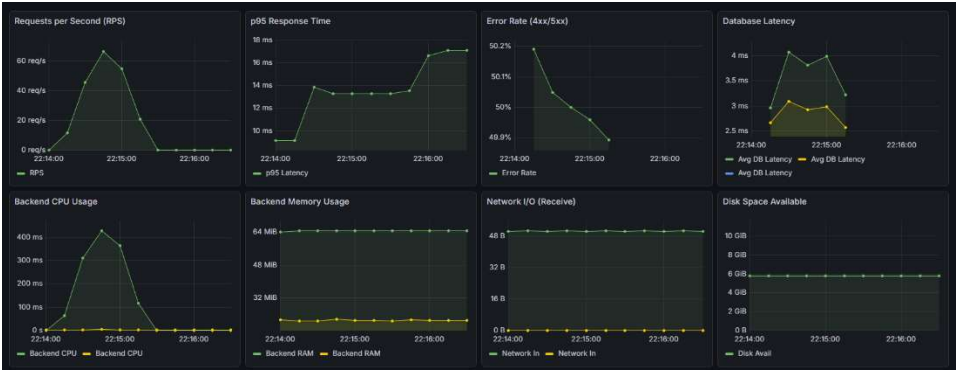 Requests per Second (RPS)
60 req/s
40 req/s
20 req/s
0 req/s
22:14:00 22:15:00 22:16:00
RPS
p95 Response Time
18 ms
16 ms
14 ms
12 ms
10 ms
22:14:00 22:15:00 22:16:00
p95 Latency
Error Rate (4xx/5xx)
50.2%
50.1%
50%
49.9%
22:14:00 22:15:00 22:16:00
Error Rate
Database Latency
4 ms
3.5 ms
3 ms
2.5 ms
22:14:00 22:15:00 22:16:00
Avg DB Latency Avg DB Latency
Avg DB Latency
Backend CPU Usage
400 ms
300 ms
200 ms
100 ms
0 s
22:14:00 22:15:00 22:16:00
Backend CPU Backend CPU
Backend Memory Usage
64 MiB
48 MiB
32 MiB
22:14:00 22:15:00 22:16:00
Backend RAM Backend RAM
Network I/O (Receive)
48 B
32 B
16 B
0 B
22:14:00 22:15:00 22:16:00
Network In Network In
Disk Space Available
10 GiB
8 GiB
6 GiB
4 GiB
2 GiB
0 B
22:14:00 22:15:00 22:16:00
Disk Avail